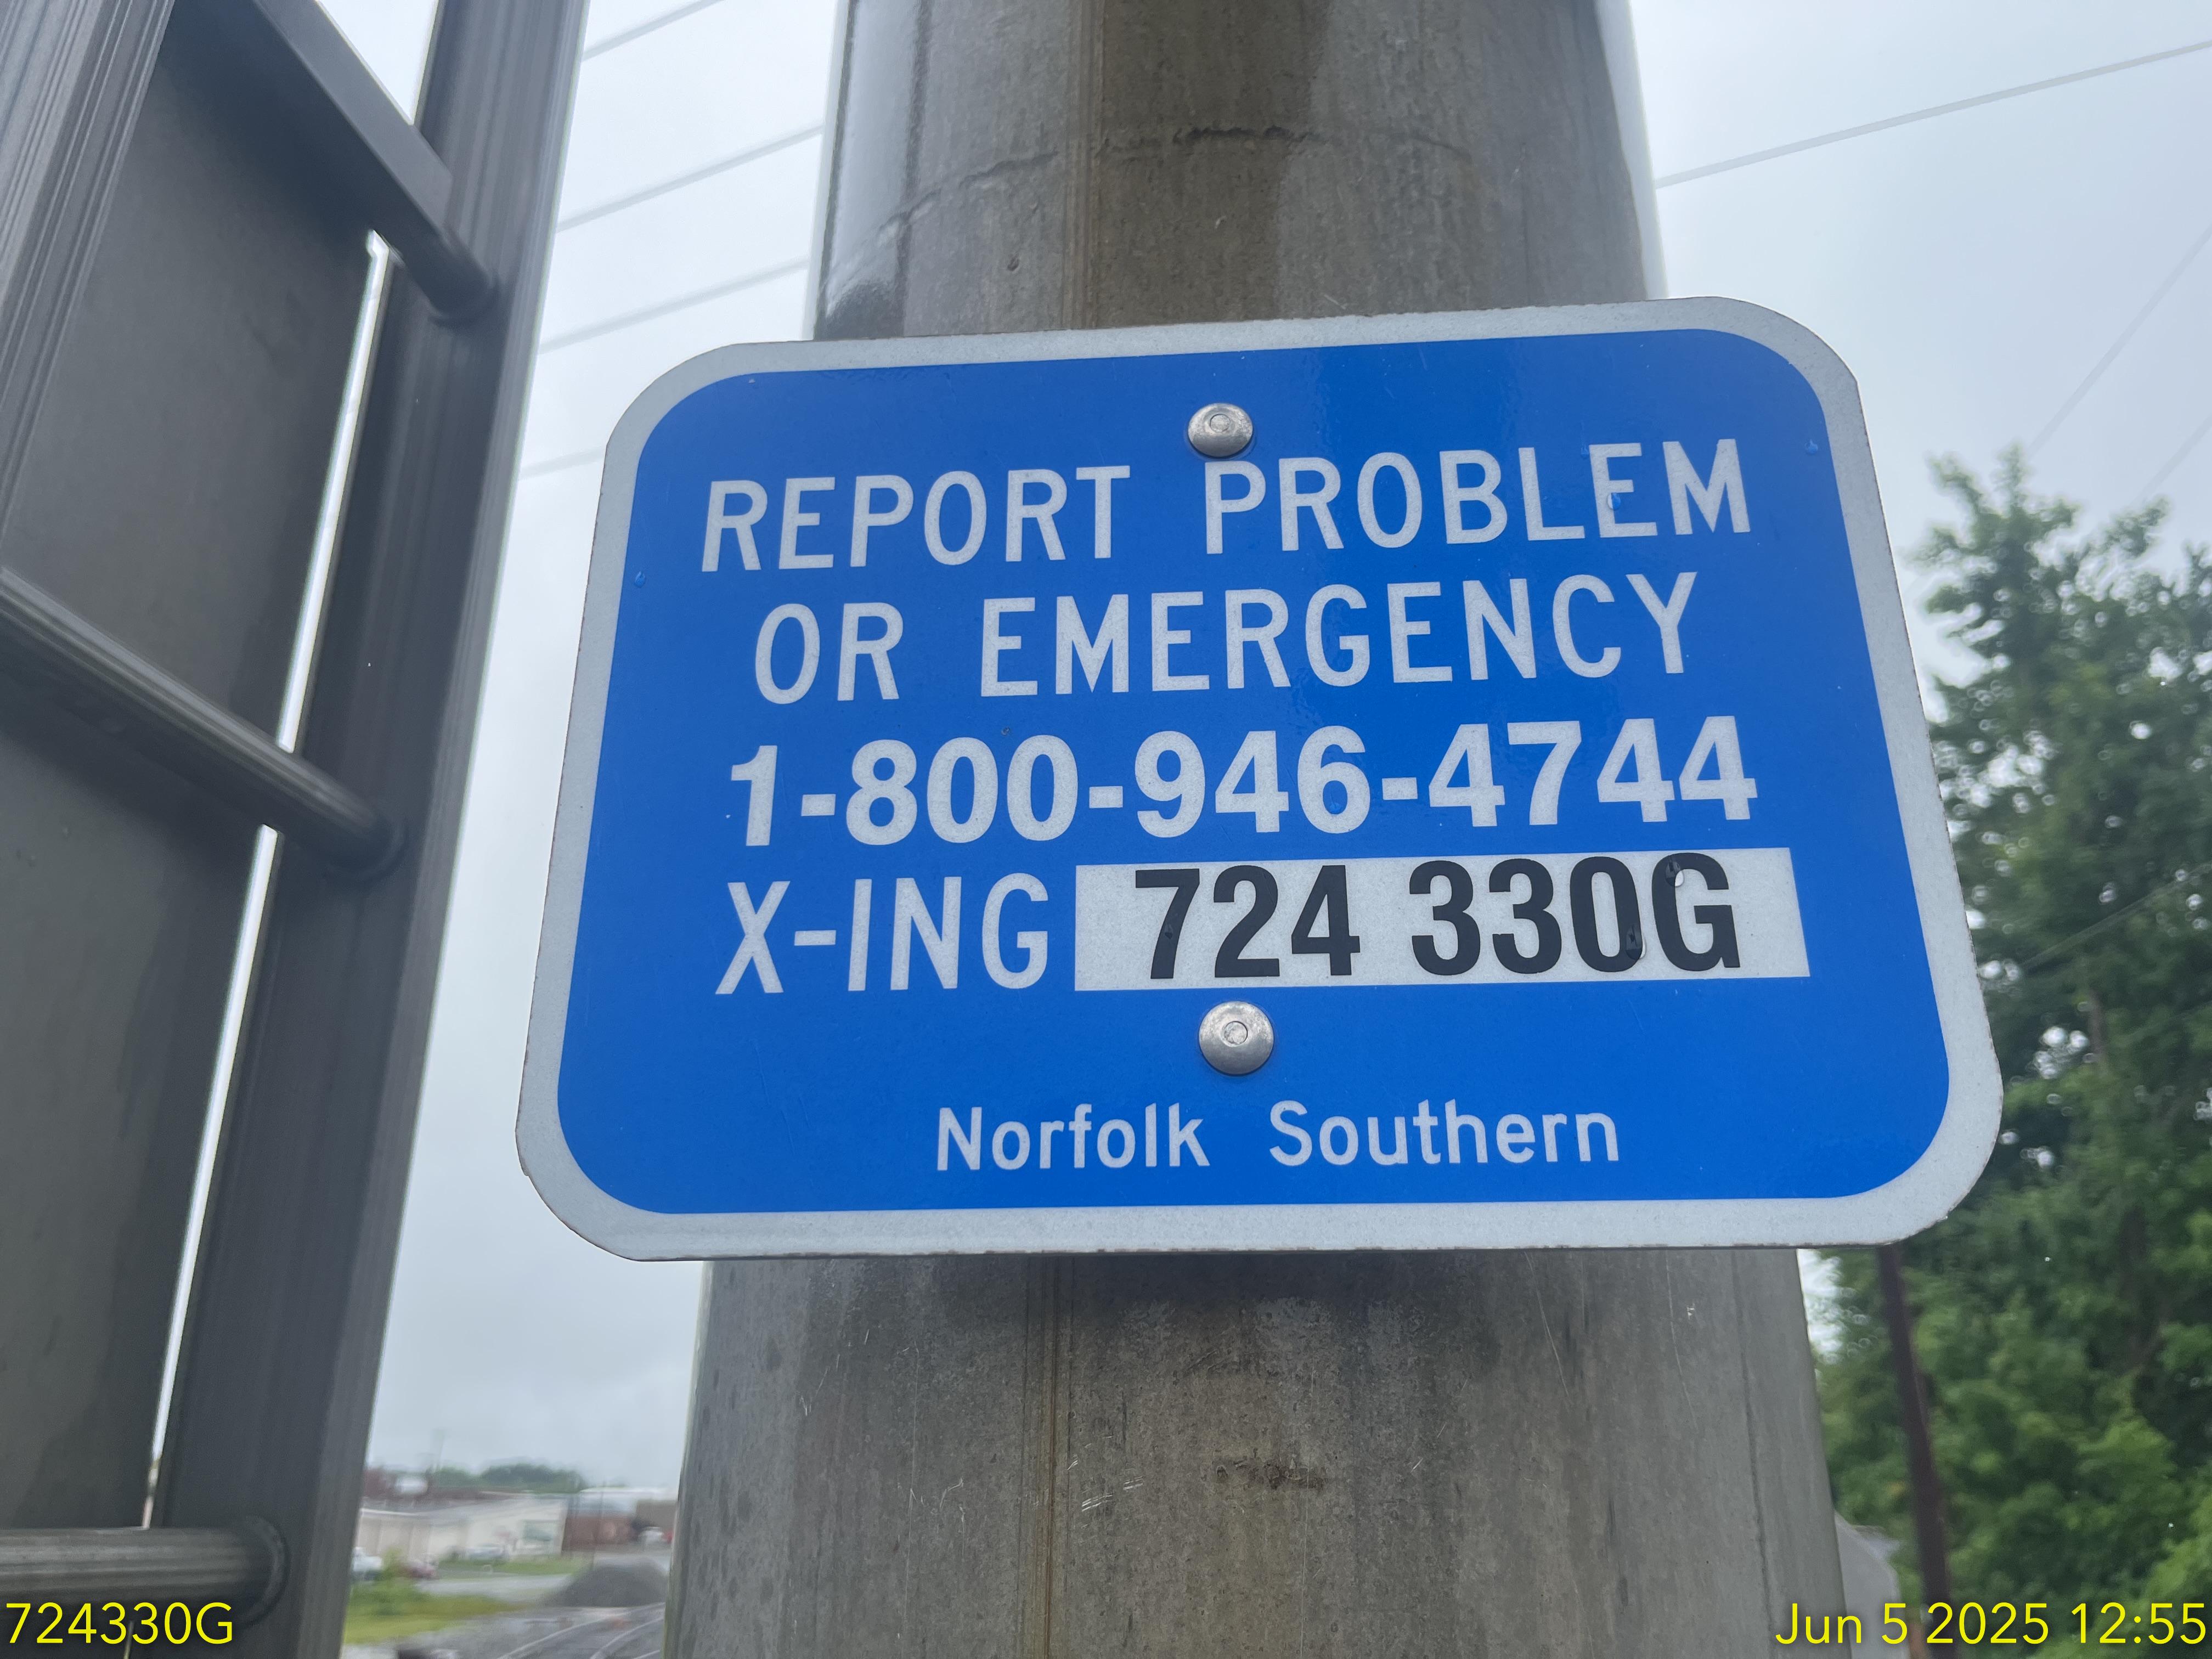 REPORT PROBLEM
OR EMERGENCY
1-800-946-4744
X-ING 724 330G
Norfolk Southern
724330G
Jun 5 2025 12:55